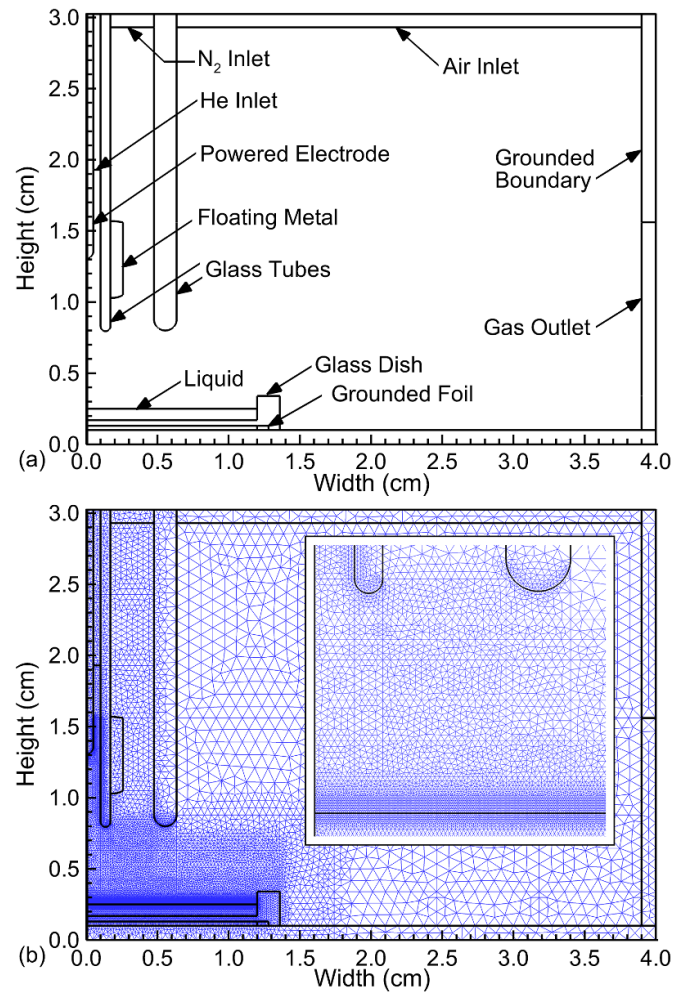 3.0
N₂ Inlet
Air Inlet
2.5
He Inlet
Powered Electrode
2.0
Grounded
Boundary
Floating Metal
1.5
Glass Tubes
1.0
Gas Outlet
Glass Dish
Liquid
0.5
Grounded Foil
0.0
(a)
0.0 0.5 1.0 1.5 2.0 2.5 3.0 3.5 4.0
Width (cm)
Height (cm)
3.0
2.5
2.0
1.5
1.0
0.5
0.0
(b)
0.0 0.5 1.0 1.5 2.0 2.5 3.0 3.5 4.0
Width (cm)
Height (cm)